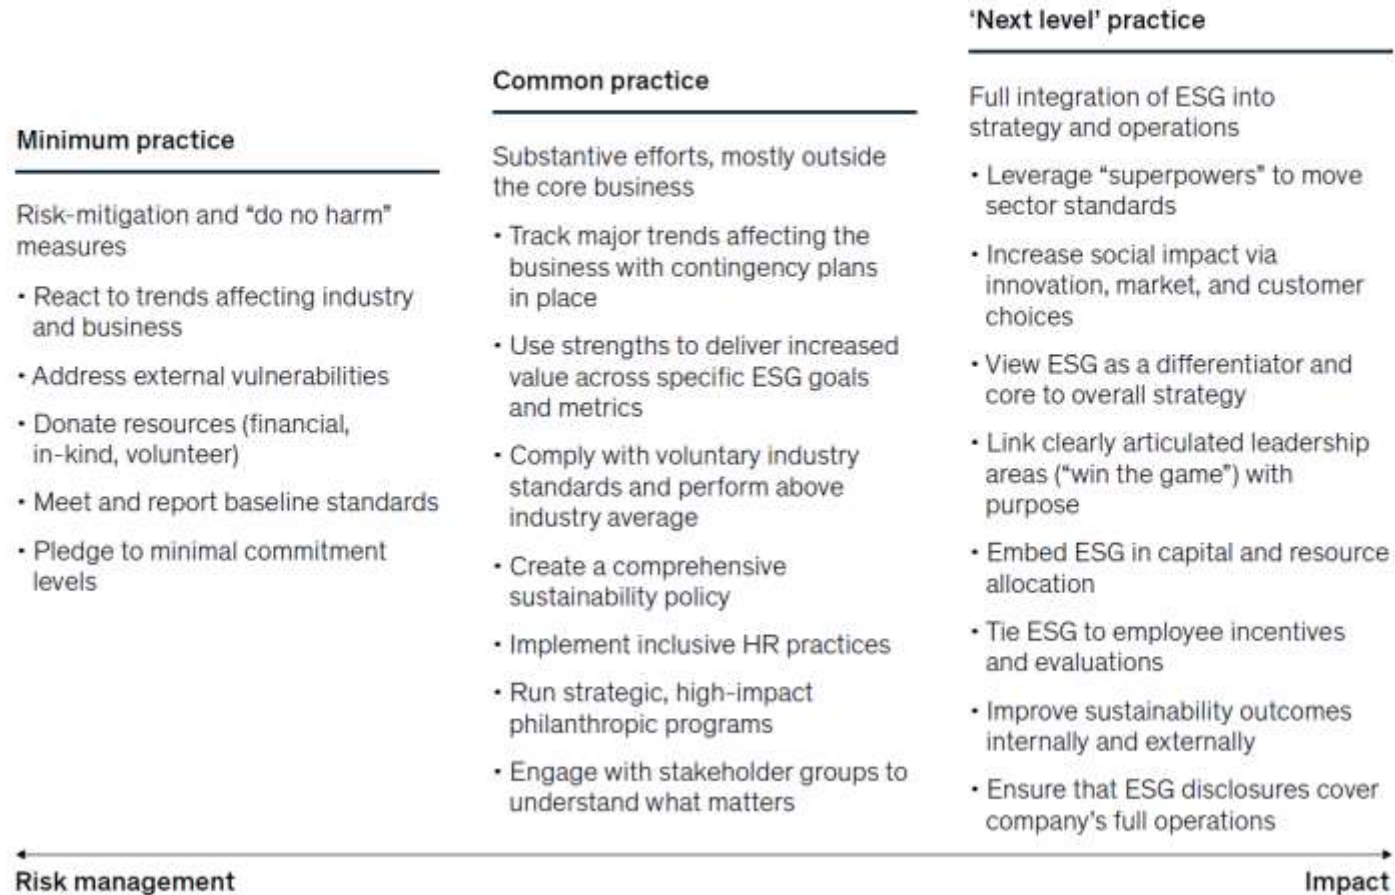 Minimum practice
Risk-mitigation and “do no harm”
measures
• React to trends affecting industry
and business
• Address external vulnerabilities
• Donate resources (financial,
in-kind, volunteer)
• Meet and report baseline standards
• Pledge to minimal commitment
levels
Common practice
Substantive efforts, mostly outside
the core business
• Track major trends affecting the
business with contingency plans
in place
• Use strengths to deliver increased
value across specific ESG goals
and metrics
• Comply with voluntary industry
standards and perform above
industry average
• Create a comprehensive
sustainability policy
• Implement inclusive HR practices
• Run strategic, high-impact
philanthropic programs
• Engage with stakeholder groups to
understand what matters
‘Next level’ practice
Full integration of ESG into
strategy and operations
• Leverage “superpowers” to move
sector standards
• Increase social impact via
innovation, market, and customer
choices
• View ESG as a differentiator and
core to overall strategy
• Link clearly articulated leadership
areas (“win the game”) with
purpose
• Embed ESG in capital and resource
allocation
• Tie ESG to employee incentives
and evaluations
• Improve sustainability outcomes
internally and externally
• Ensure that ESG disclosures cover
company’s full operations
Risk management
Impact